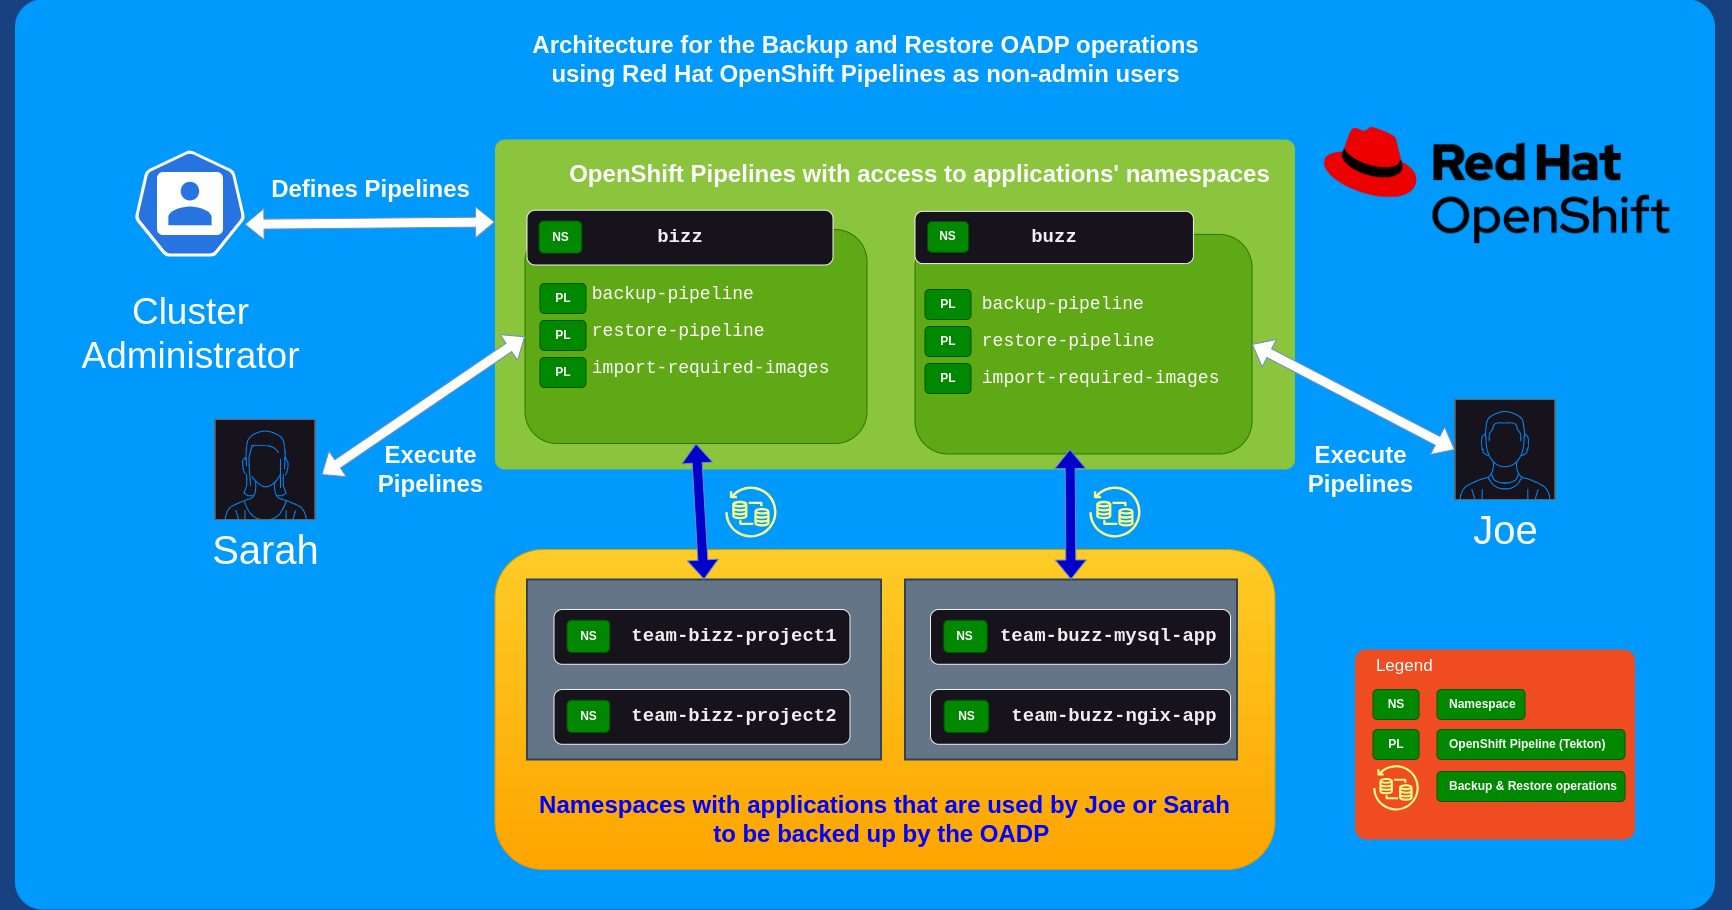 Architecture for the Backup and Restore OADP operations
using Red Hat OpenShift Pipelines as non-admin users
Defines Pipelines
Cluster
Administrator
OpenShift Pipelines with access to applications' namespaces
NS bizz
PL backup-pipeline
PL restore-pipeline
PL import-required-images
NS buzz
PL backup-pipeline
PL restore-pipeline
PL import-required-images
Red Hat
OpenShift
Execute
Pipelines
Sarah
Execute
Pipelines
Joe
NS team-bizz-project1
NS team-bizz-project2
NS team-buzz-mysql-app
NS team-buzz-ngix-app
Namespaces with applications that are used by Joe or Sarah
to be backed up by the OADP
Legend
NS Namespace
PL OpenShift Pipeline (Tekton)
Backup & Restore operations